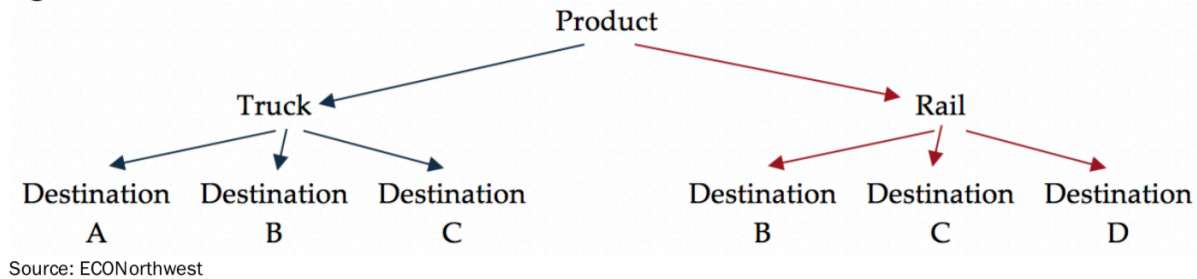 Product
Truck Rail
Destination Destination Destination Destination Destination Destination
A B C B C D
Source: ECONorthwest